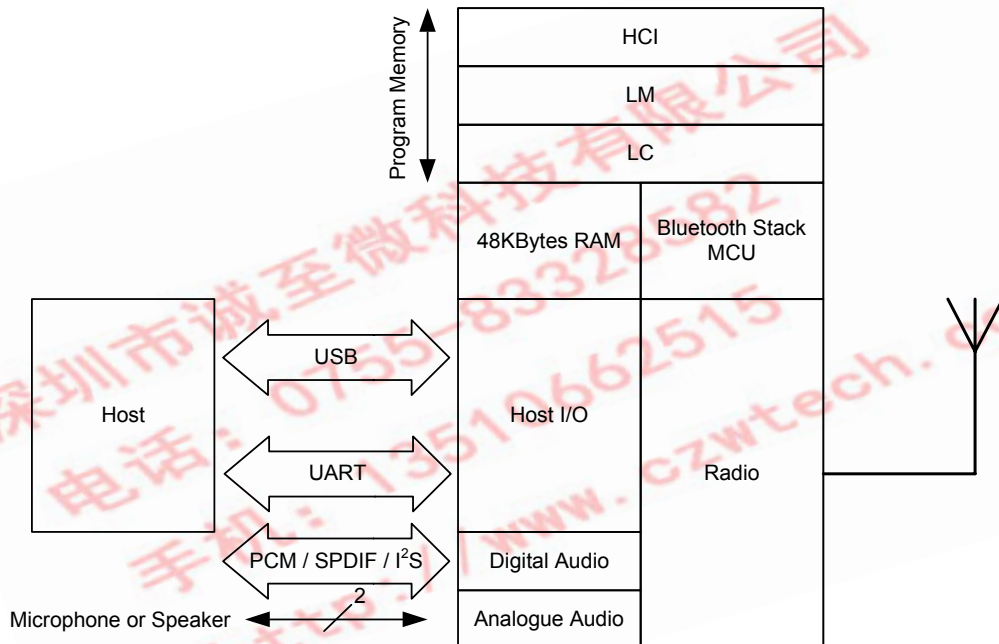 HCI
LM
LC
Program Memory
48KBytes RAM
Bluetooth Stack
MCU
USB
Host
Host I/O
UART
Radio
PCM / SPDIF / I²S
Digital Audio
2
Microphone or Speaker
Analogue Audio
深圳市诚至微科技有限公司
电话：0755-83328582
手机：13510662515
http://www.czwtech.c